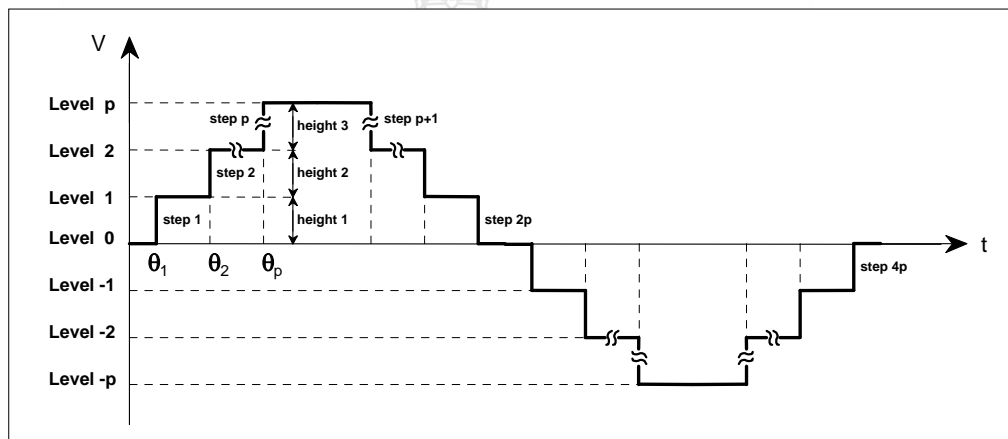 V
Level p
step p
height 3
step p+1
Level 2
step 2
height 2
Level 1
step 1
height 1
step 2p
Level 0
t
θ1 θ2 θp
step 4p
Level -1
Level -2
Level -p